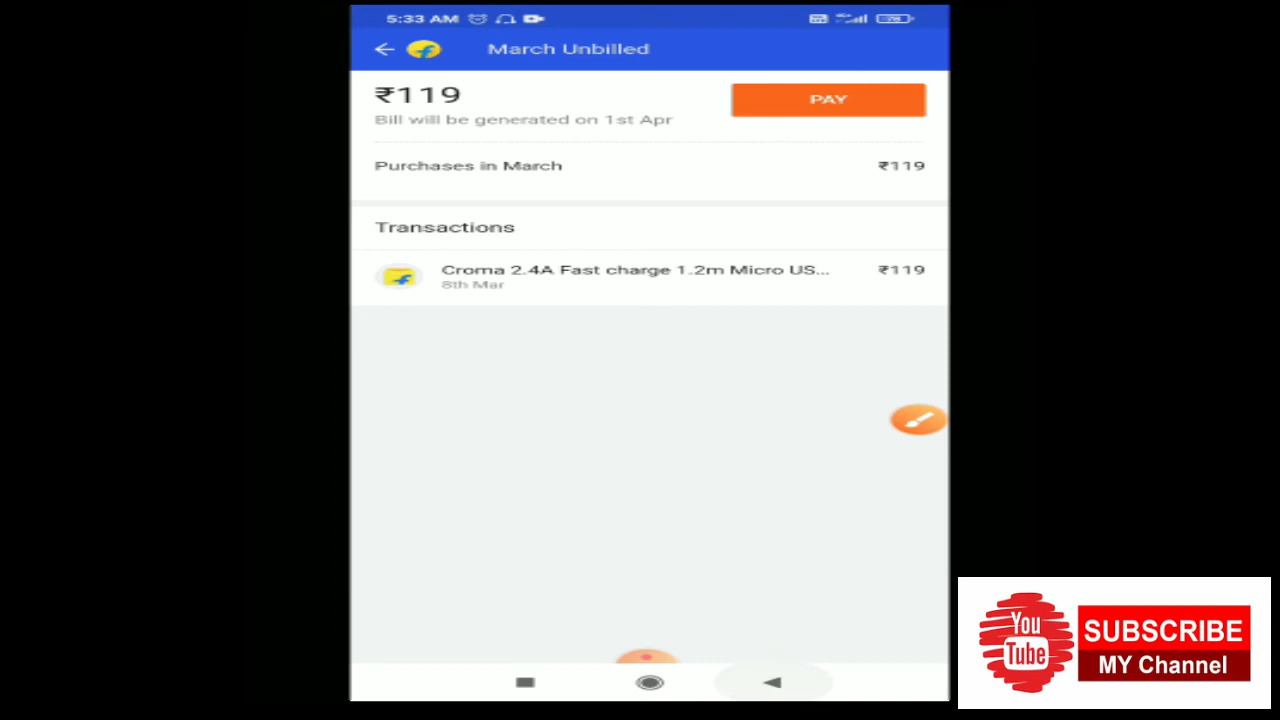 5:33 AM
March Unbilled
₹119
PAY
Bill will be generated on 1st Apr
Purchases in March ₹119
Transactions
Croma 2.4A Fast charge 1.2m Micro US... ₹119
8th Mar
You
Tube
SUBSCRIBE
MY Channel